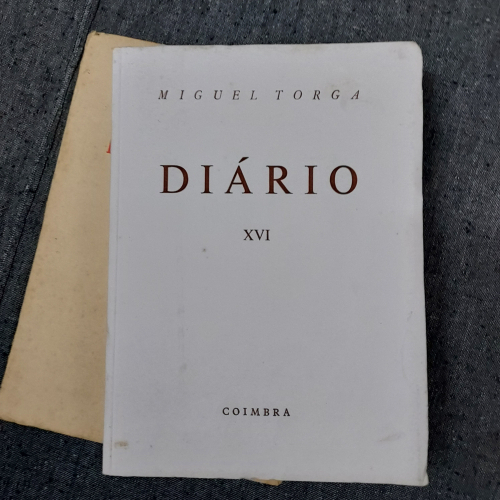 MIGUEL TORGA
DIÁRIO
XVI
COIMBRA